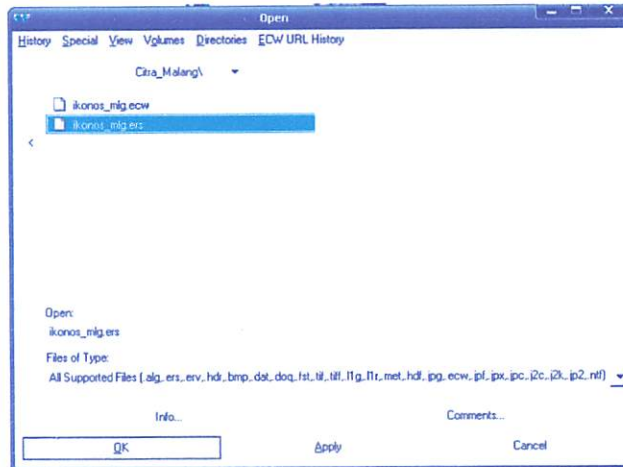 Open
History Special View Volumes Directories ECW URL History
Citra_Malang\
ikonos_mlg.ecw
ikonos_mlg.ers
Open:
ikonos_mlg.ers
Files of Type:
All Supported Files (.alg,.ers,.erv,.hdr,.bmp,.dat,.doq,.fst,.tif,.tiff,.l1g,.l1r,.met,.hdf,.jpg,.ecw,.jpf,.jpx,.jpc,.j2c,.j2k,.jp2,.ntf)
Info... Comments...
OK Apply Cancel